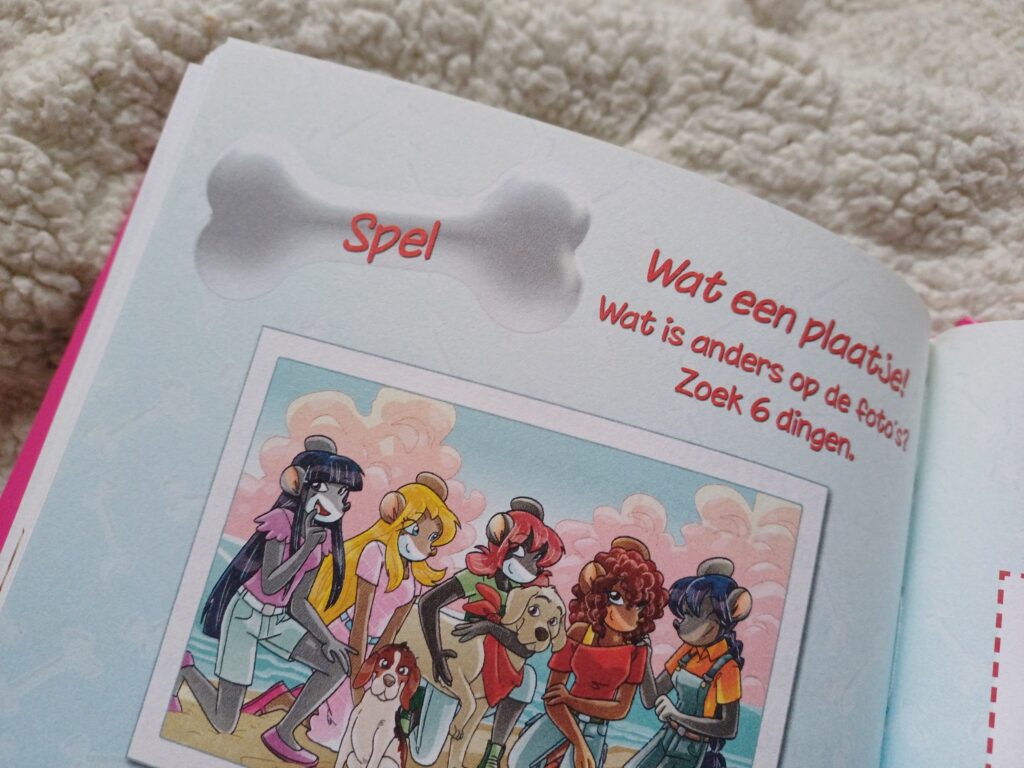 Spel
Wat een plaatje!
Wat is anders op de foto's?
Zoek 6 dingen.